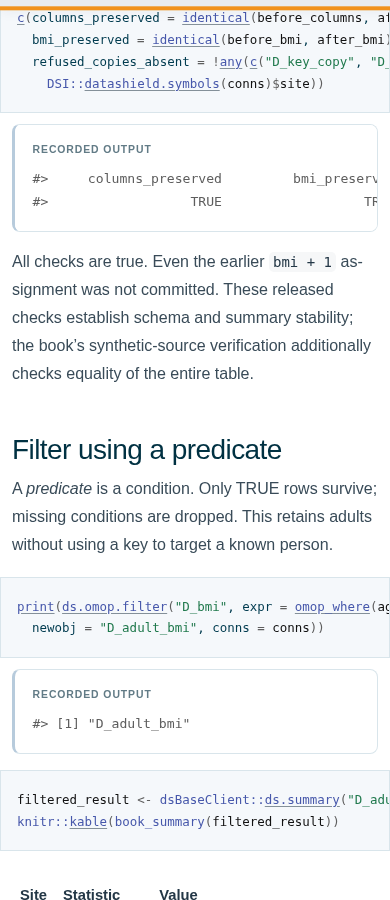 c(columns_preserved = identical(before_columns, af
bmi_preserved = identical(before_bmi, after_bmi)
refused_copies_absent = !any(c("D_key_copy", "D_
DSI::datashield.symbols(conns)$site))
RECORDED OUTPUT
#>     columns_preserved         bmi_preserv
#>                  TRUE                  TR
All checks are true. Even the earlier bmi + 1 as-
signment was not committed. These released
checks establish schema and summary stability;
the book’s synthetic-source verification additionally
checks equality of the entire table.
Filter using a predicate
A predicate is a condition. Only TRUE rows survive;
missing conditions are dropped. This retains adults
without using a key to target a known person.
print(ds.omop.filter("D_bmi", expr = omop_where(ag
newobj = "D_adult_bmi", conns = conns))
RECORDED OUTPUT
#> [1] "D_adult_bmi"
filtered_result <- dsBaseClient::ds.summary("D_adu
knitr::kable(book_summary(filtered_result))
Site Statistic Value